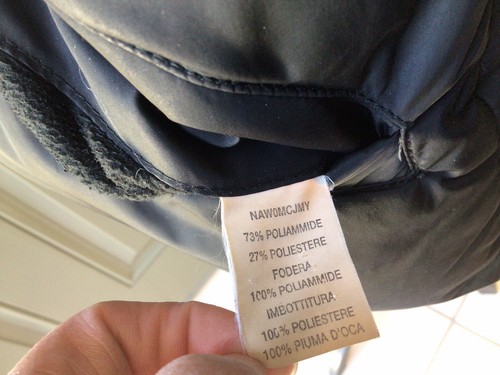 NAW0MCJMY
73% POLIAMMIDE
27% POLIESTERE
FODERA
100% POLIAMMIDE
IMBOTTITURA
100% POLIESTERE
100% PIUMA D'OCA